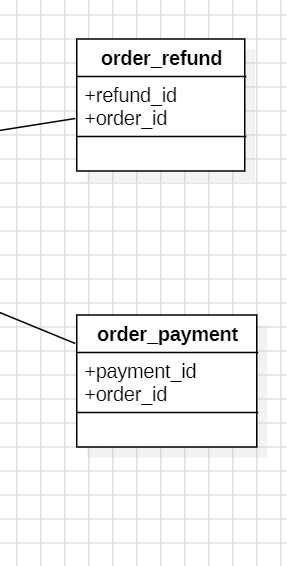 order_refund
+refund_id
+order_id
order_payment
+payment_id
+order_id